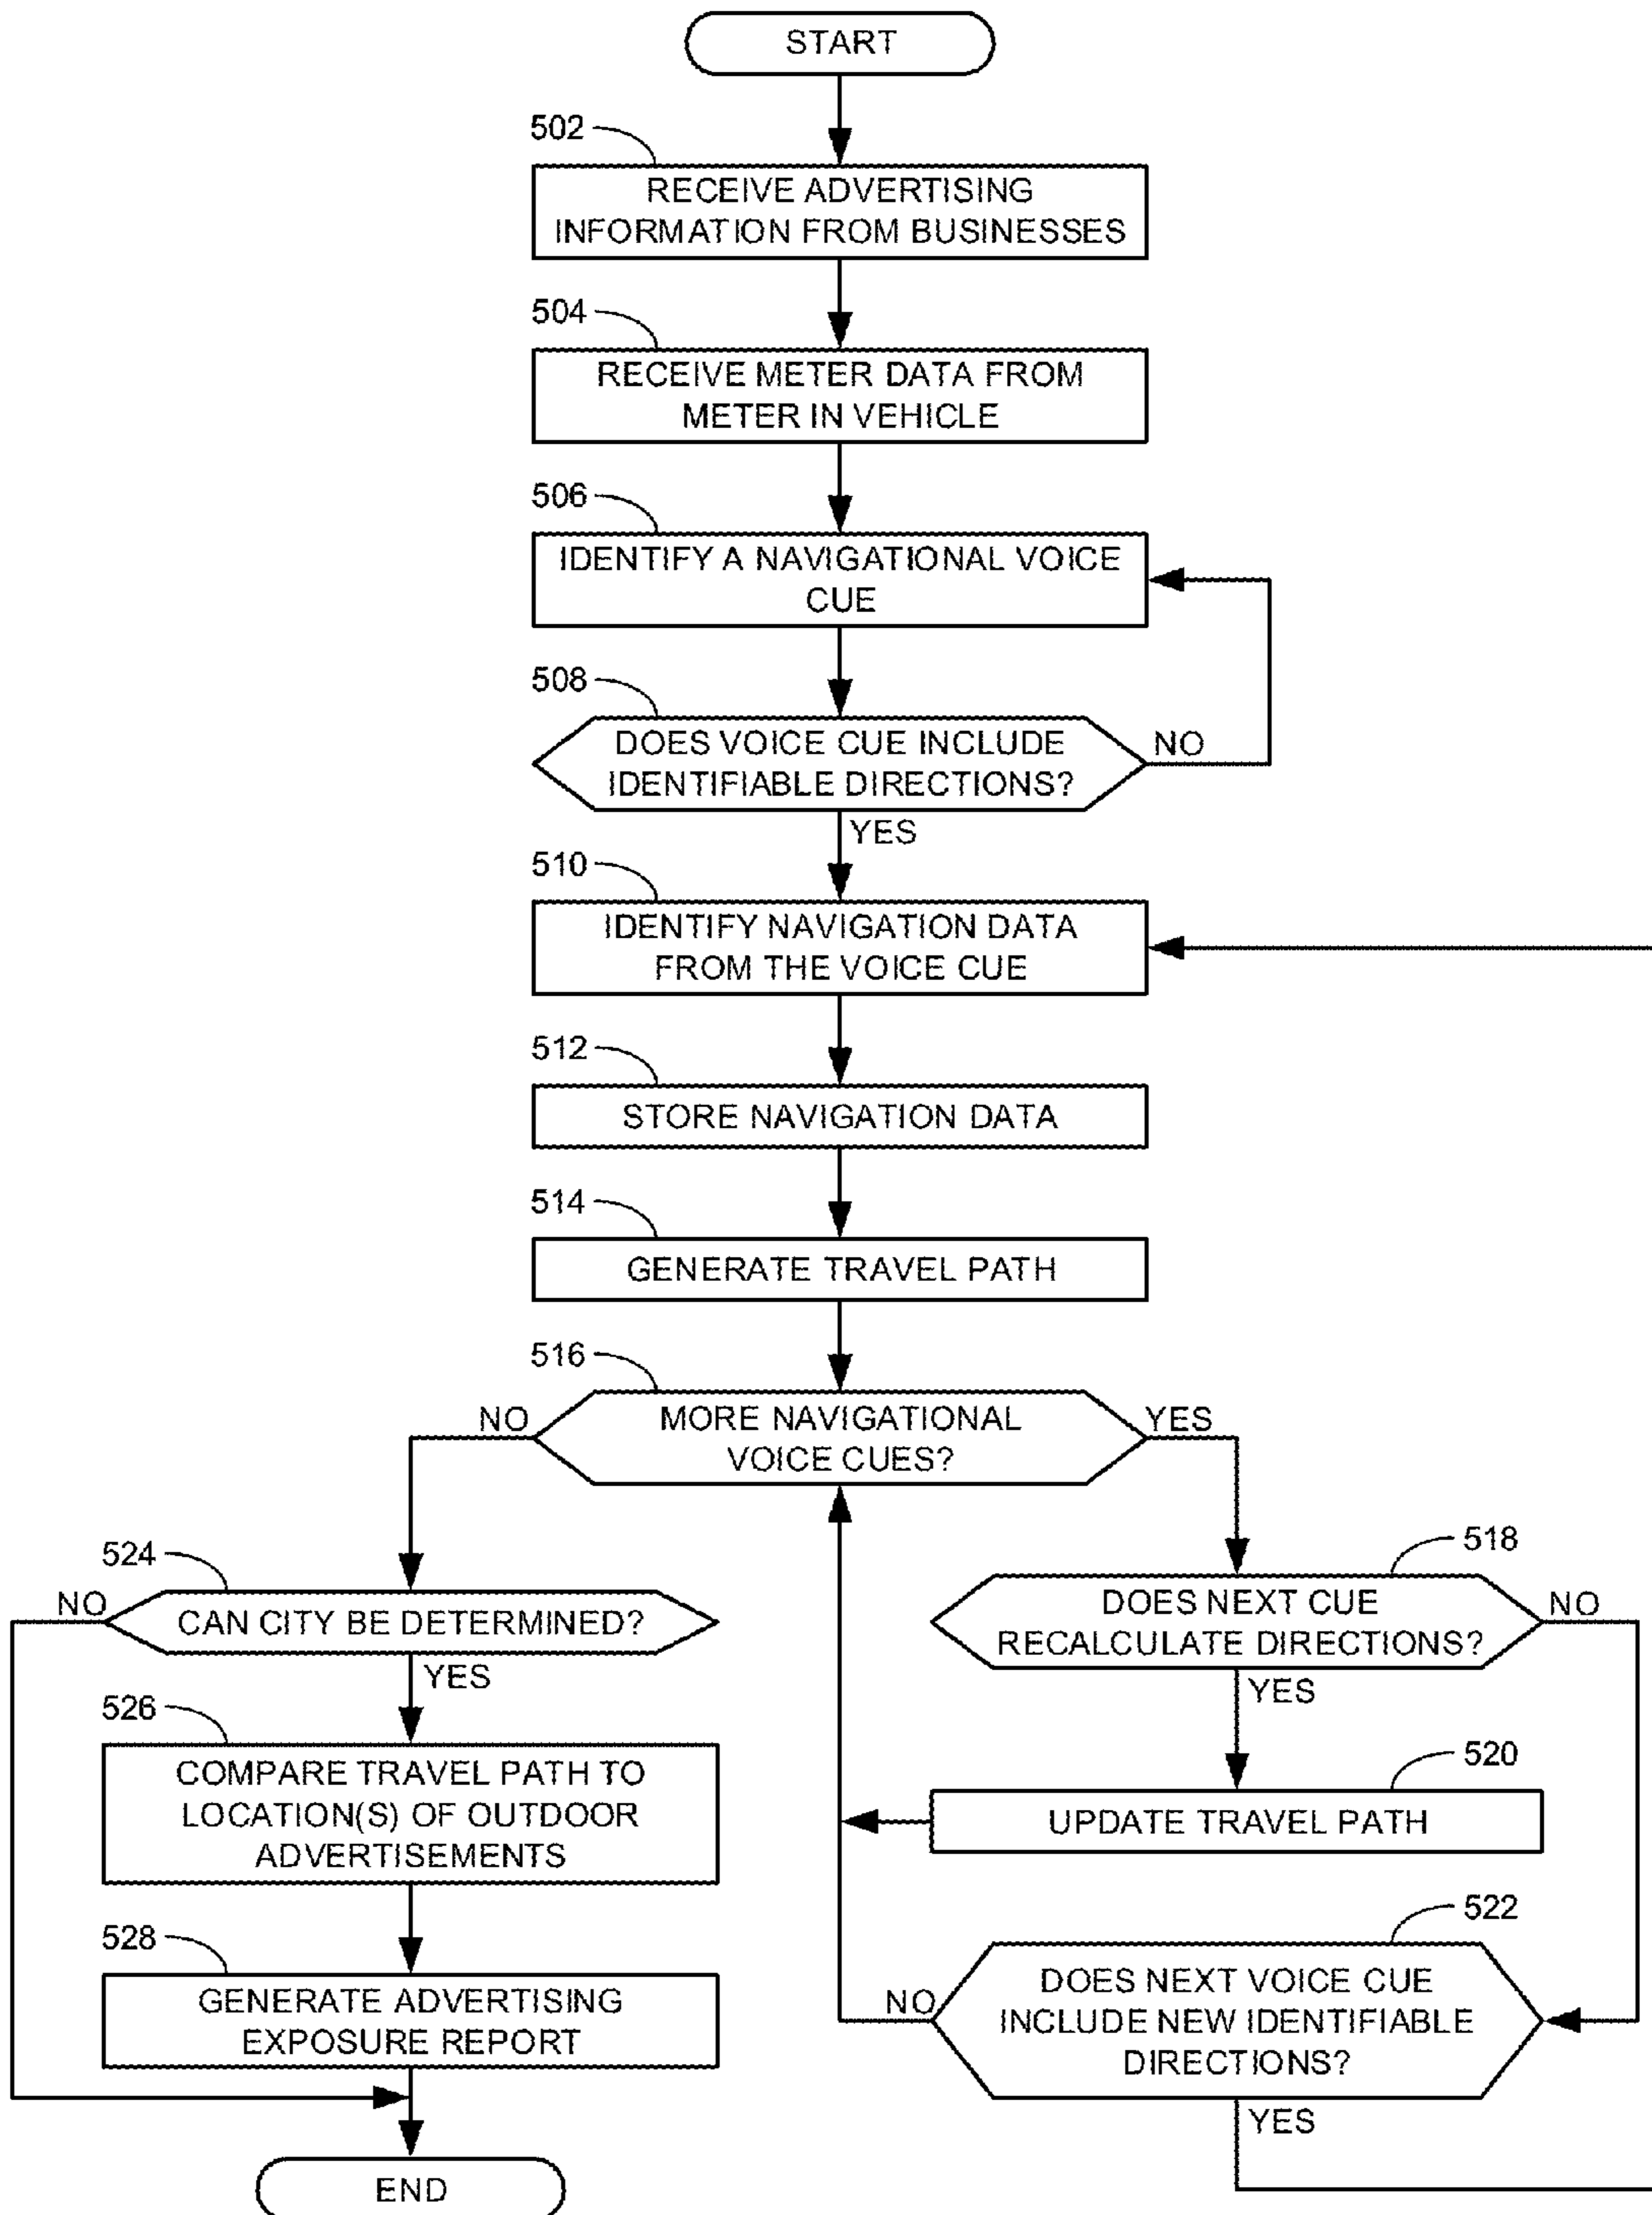 START
502
RECEIVE ADVERTISING
INFORMATION FROM BUSINESSES
504
RECEIVE METER DATA FROM
METER IN VEHICLE
506
IDENTIFY A NAVIGATIONAL VOICE
CUE
508
DOES VOICE CUE INCLUDE
IDENTIFIABLE DIRECTIONS?
NO
YES
510
IDENTIFY NAVIGATION DATA
FROM THE VOICE CUE
512
STORE NAVIGATION DATA
514
GENERATE TRAVEL PATH
516
MORE NAVIGATIONAL
VOICE CUES?
NO
YES
524
CAN CITY BE DETERMINED?
NO
YES
526
COMPARE TRAVEL PATH TO
LOCATION(S) OF OUTDOOR
ADVERTISEMENTS
528
GENERATE ADVERTISING
EXPOSURE REPORT
END
518
DOES NEXT CUE
RECALCULATE DIRECTIONS?
NO
YES
520
UPDATE TRAVEL PATH
522
DOES NEXT VOICE CUE
INCLUDE NEW IDENTIFIABLE
DIRECTIONS?
NO
YES